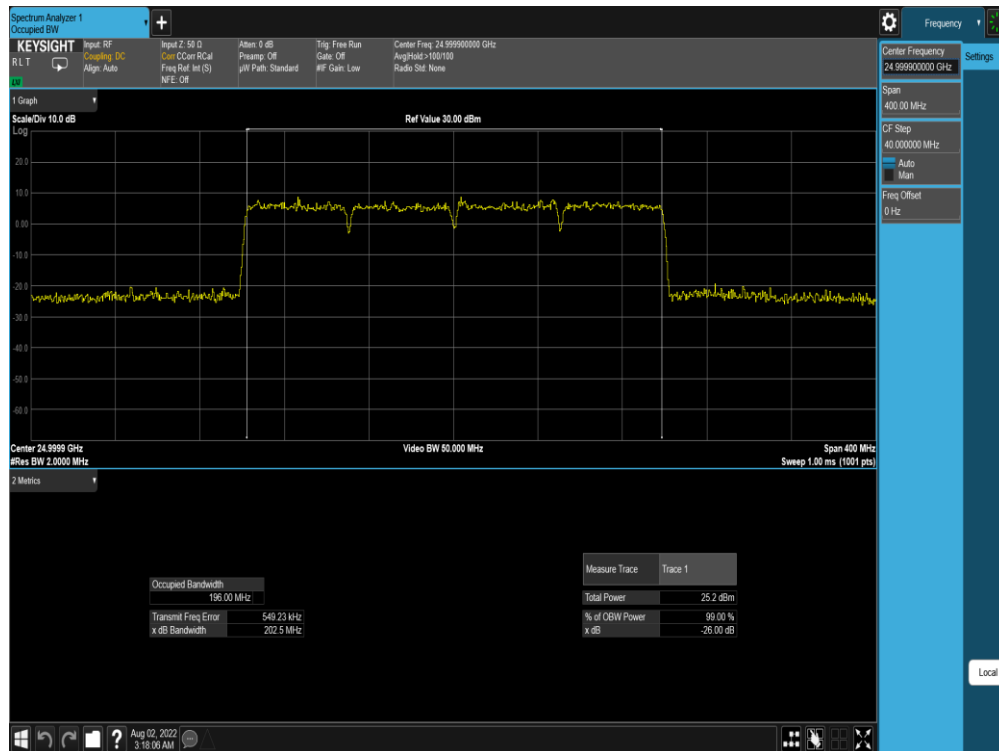 Spectrum Analyzer 1
Occupied BW
Frequency
KEYSIGHT
R L T
Input: RF
Coupling: DC
Align: Auto
Input Z: 50 Ω
Corr CCorr RCal
Freq Ref: Int (S)
NFE: Off
Atten: 0 dB
Preamp: Off
µW Path: Standard
Trig: Free Run
Gate: Off
#IF Gain: Low
Center Freq: 24.999900000 GHz
Avg|Hold:>100/100
Radio Std: None
Center Frequency
24.999900000 GHz
Settings
Span
400.00 MHz
CF Step
40.000000 MHz
Auto
Man
Freq Offset
0 Hz
1 Graph
Scale/Div 10.0 dB
Ref Value 30.00 dBm
Log
20.0
10.0
0.00
-10.0
-20.0
-30.0
-40.0
-50.0
-60.0
Center 24.9999 GHz
Video BW 50.000 MHz
Span 400 MHz
#Res BW 2.0000 MHz
Sweep 1.00 ms (1001 pts)
2 Metrics
Occupied Bandwidth
196.00 MHz
Transmit Freq Error 549.23 kHz
x dB Bandwidth 202.5 MHz
Measure Trace Trace 1
Total Power 25.2 dBm
% of OBW Power 99.00 %
x dB -26.00 dB
Local
?
Aug 02, 2022
3:18:06 AM